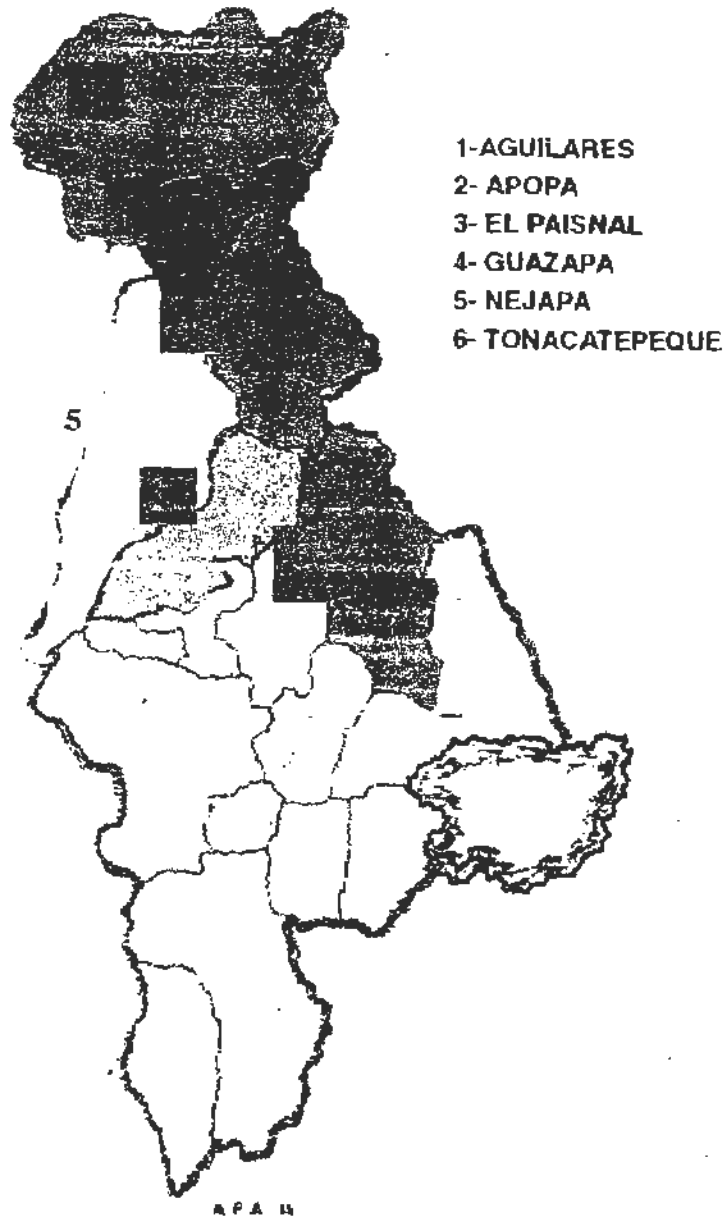 1-AGUILARES
2- APOPA
3- EL PAISNAL
4- GUAZAPA
5- NEJAPA
6- TONACATEPEQUE
5